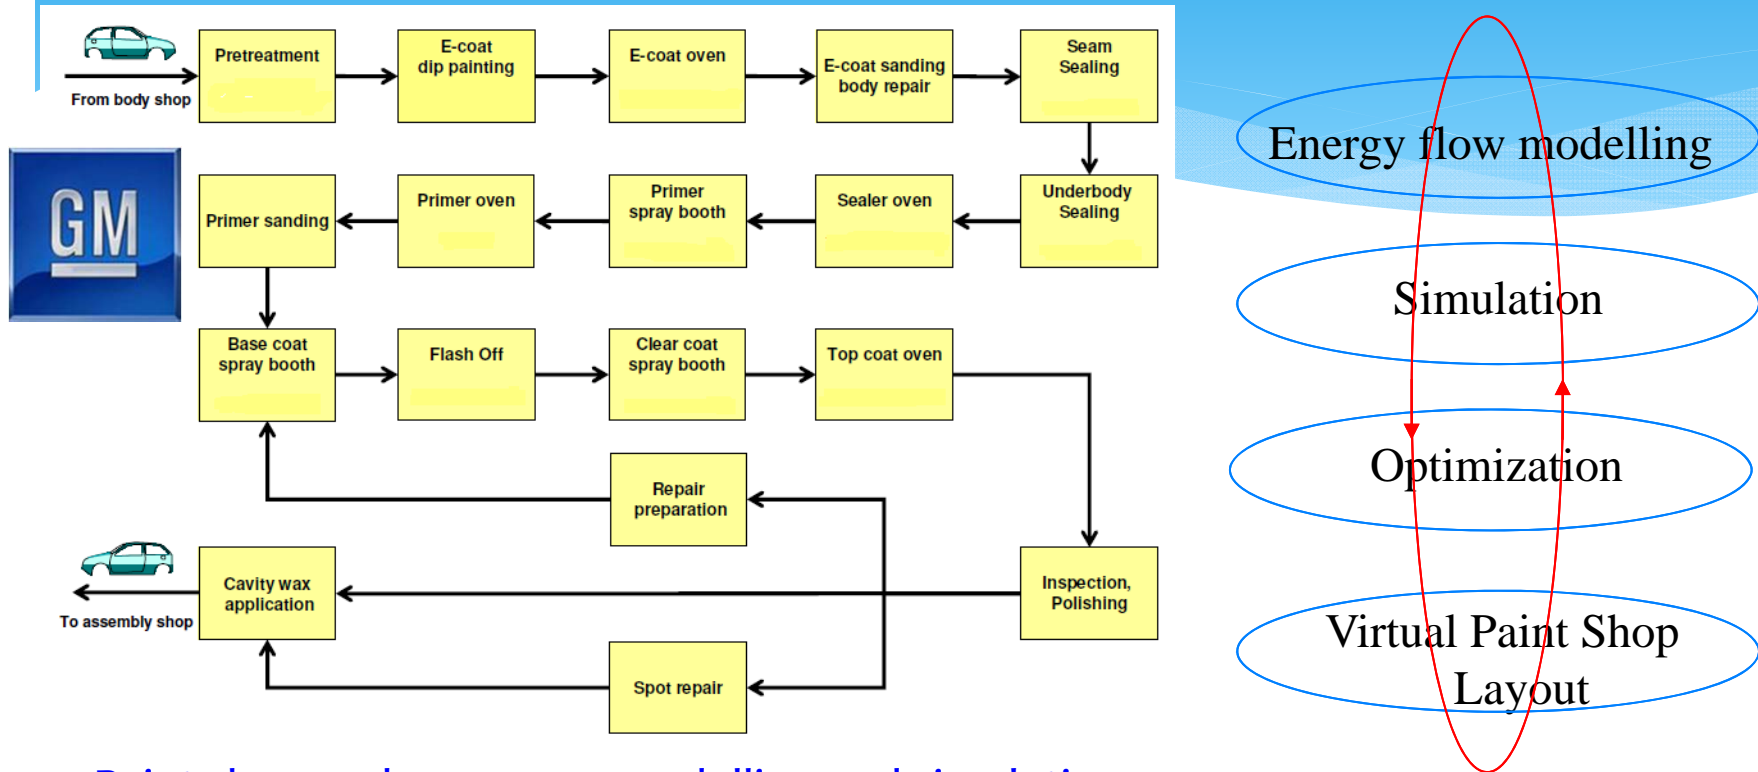 Pretreatment
E-coat
dip painting
E-coat oven
E-coat sanding
body repair
Seam
Sealing
From body shop
GM
Primer sanding
Primer oven
Primer
spray booth
Sealer oven
Underbody
Sealing
Base coat
spray booth
Flash Off
Clear coat
spray booth
Top coat oven
Repair
preparation
Cavity wax
application
Inspection,
Polishing
To assembly shop
Spot repair
Energy flow modelling
Simulation
Optimization
Virtual Paint Shop
Layout